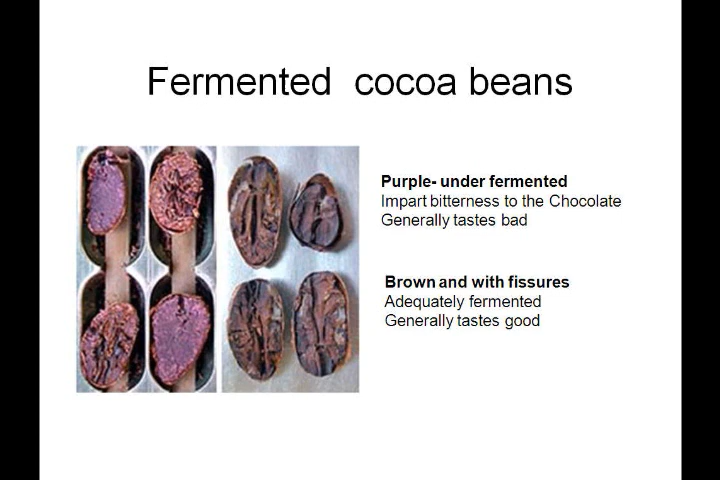 Fermented cocoa beans
Purple- under fermented
Impart bitterness to the Chocolate
Generally tastes bad
Brown and with fissures
Adequately fermented
Generally tastes good